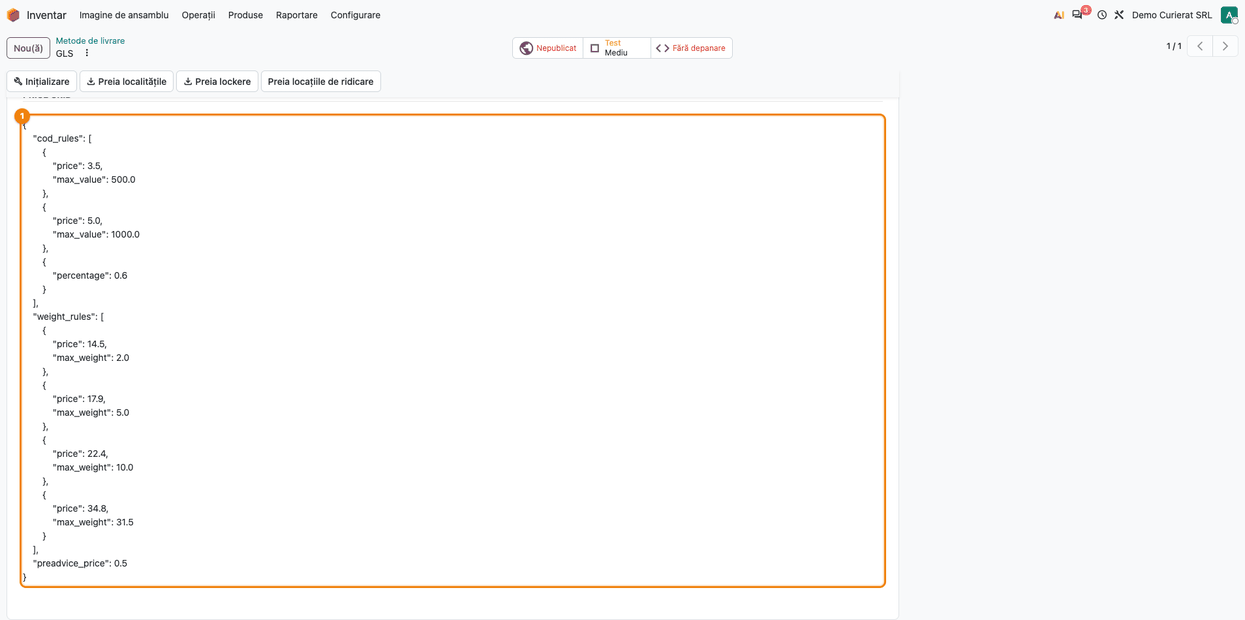 Inventar Imagine de ansamblu Operații Produse Raportare Configurare 3 Demo Curierat SRL A
Nou(ă) Metode de livrare
GLS
Nepublicat Test Mediu Fără depanare 1 / 1
Inițializare Preia localitățile Preia lockere Preia locațiile de ridicare
1
{
"cod_rules": [
{
"price": 3.5,
"max_value": 500.0
},
{
"price": 5.0,
"max_value": 1000.0
},
{
"percentage": 0.6
}
],
"weight_rules": [
{
"price": 14.5,
"max_weight": 2.0
},
{
"price": 17.9,
"max_weight": 5.0
},
{
"price": 22.4,
"max_weight": 10.0
},
{
"price": 34.8,
"max_weight": 31.5
}
],
"preadvice_price": 0.5
}